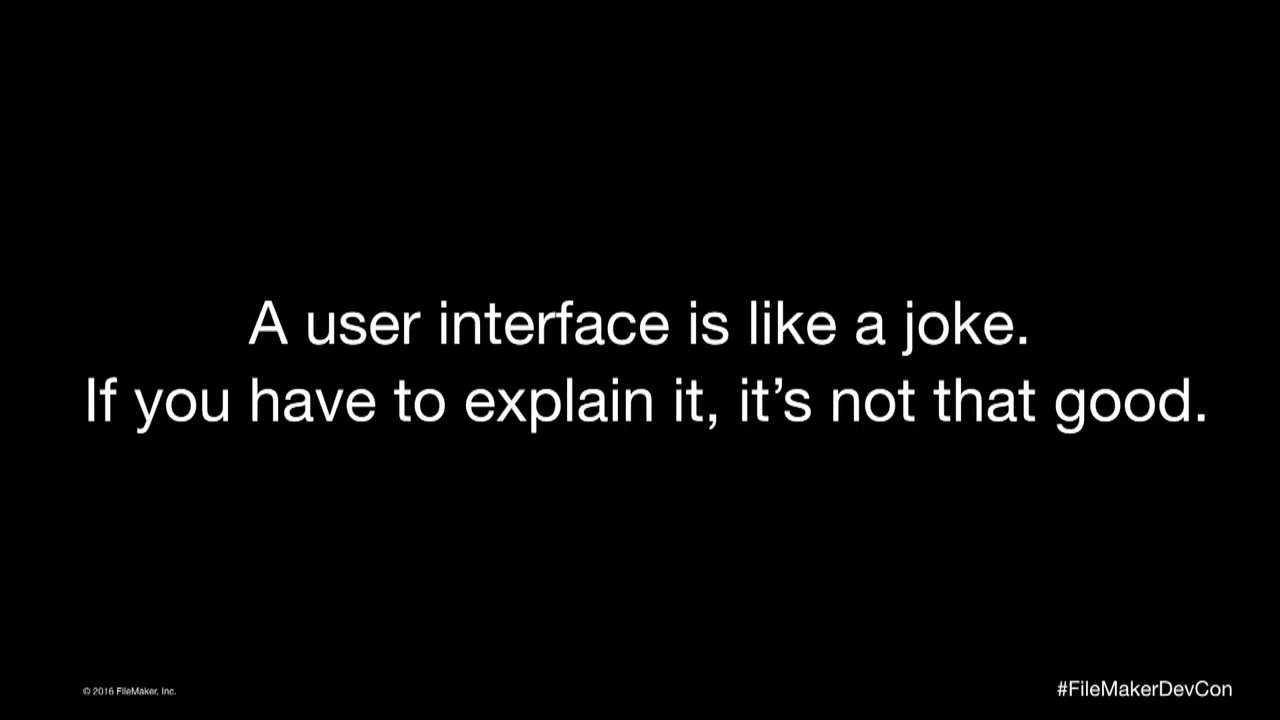 A user interface is like a joke.
If you have to explain it, it’s not that good.
© 2016 FileMaker, Inc.
#FileMakerDevCon